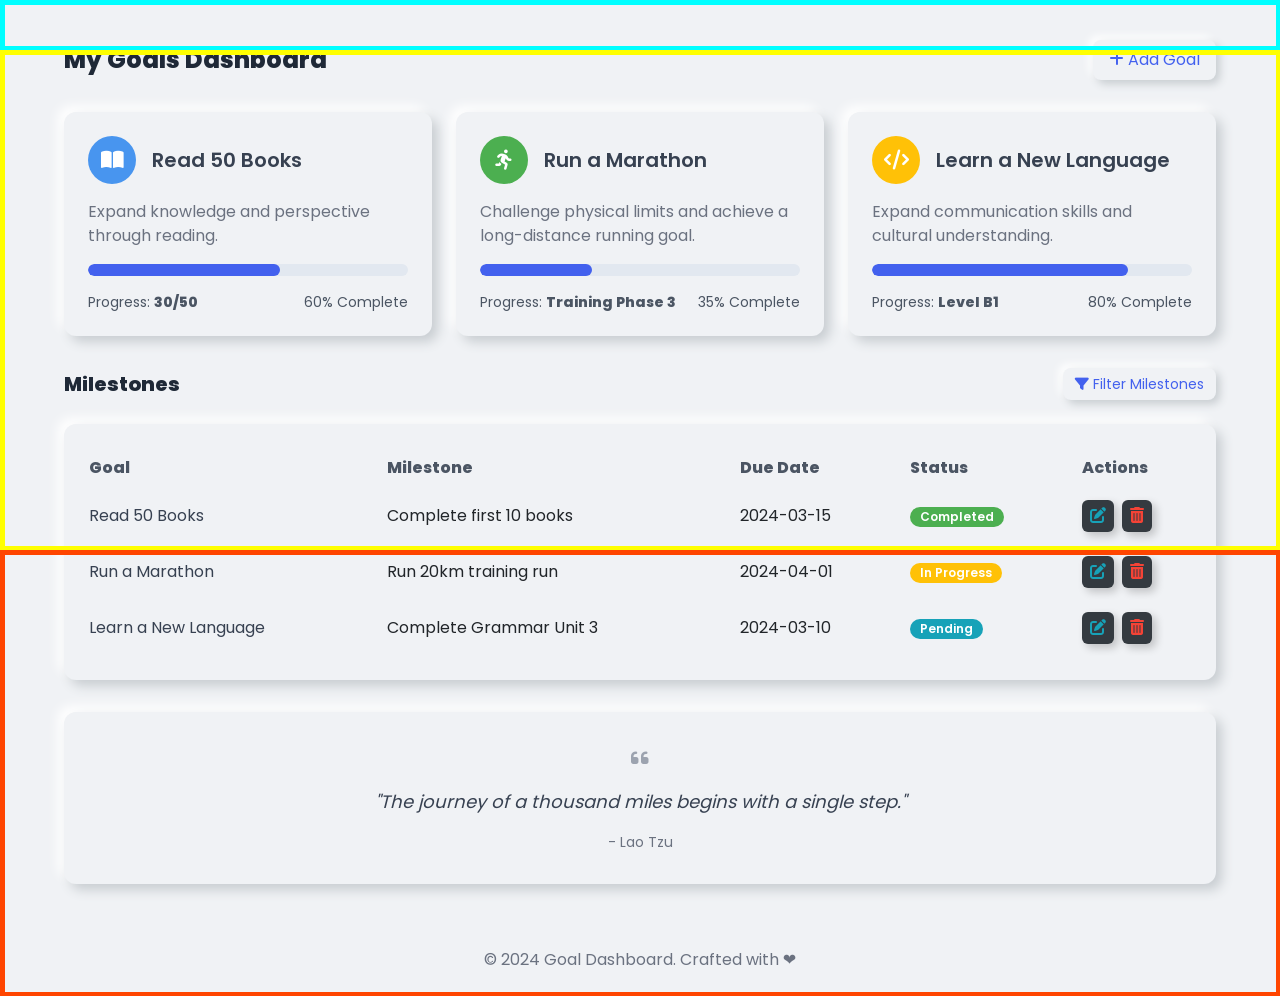 My Goals Dashboard
Add Goal
Read 50 Books
Run a Marathon
Learn a New Language
Expand knowledge and perspective
through reading.
Challenge physical limits and achieve a
long-distance running goal.
Expand communication skills and
cultural understanding.
Progress: 30/50 60% Complete
Progress: Training Phase 3 35% Complete
Progress: Level B1 80% Complete
Milestones
Filter Milestones
Goal Milestone Due Date Status Actions
Read 50 Books Complete first 10 books 2024-03-15 Completed
Run a Marathon Run 20km training run 2024-04-01 In Progress
Learn a New Language Complete Grammar Unit 3 2024-03-10 Pending
"The journey of a thousand miles begins with a single step."
- Lao Tzu
© 2024 Goal Dashboard. Crafted with ❤